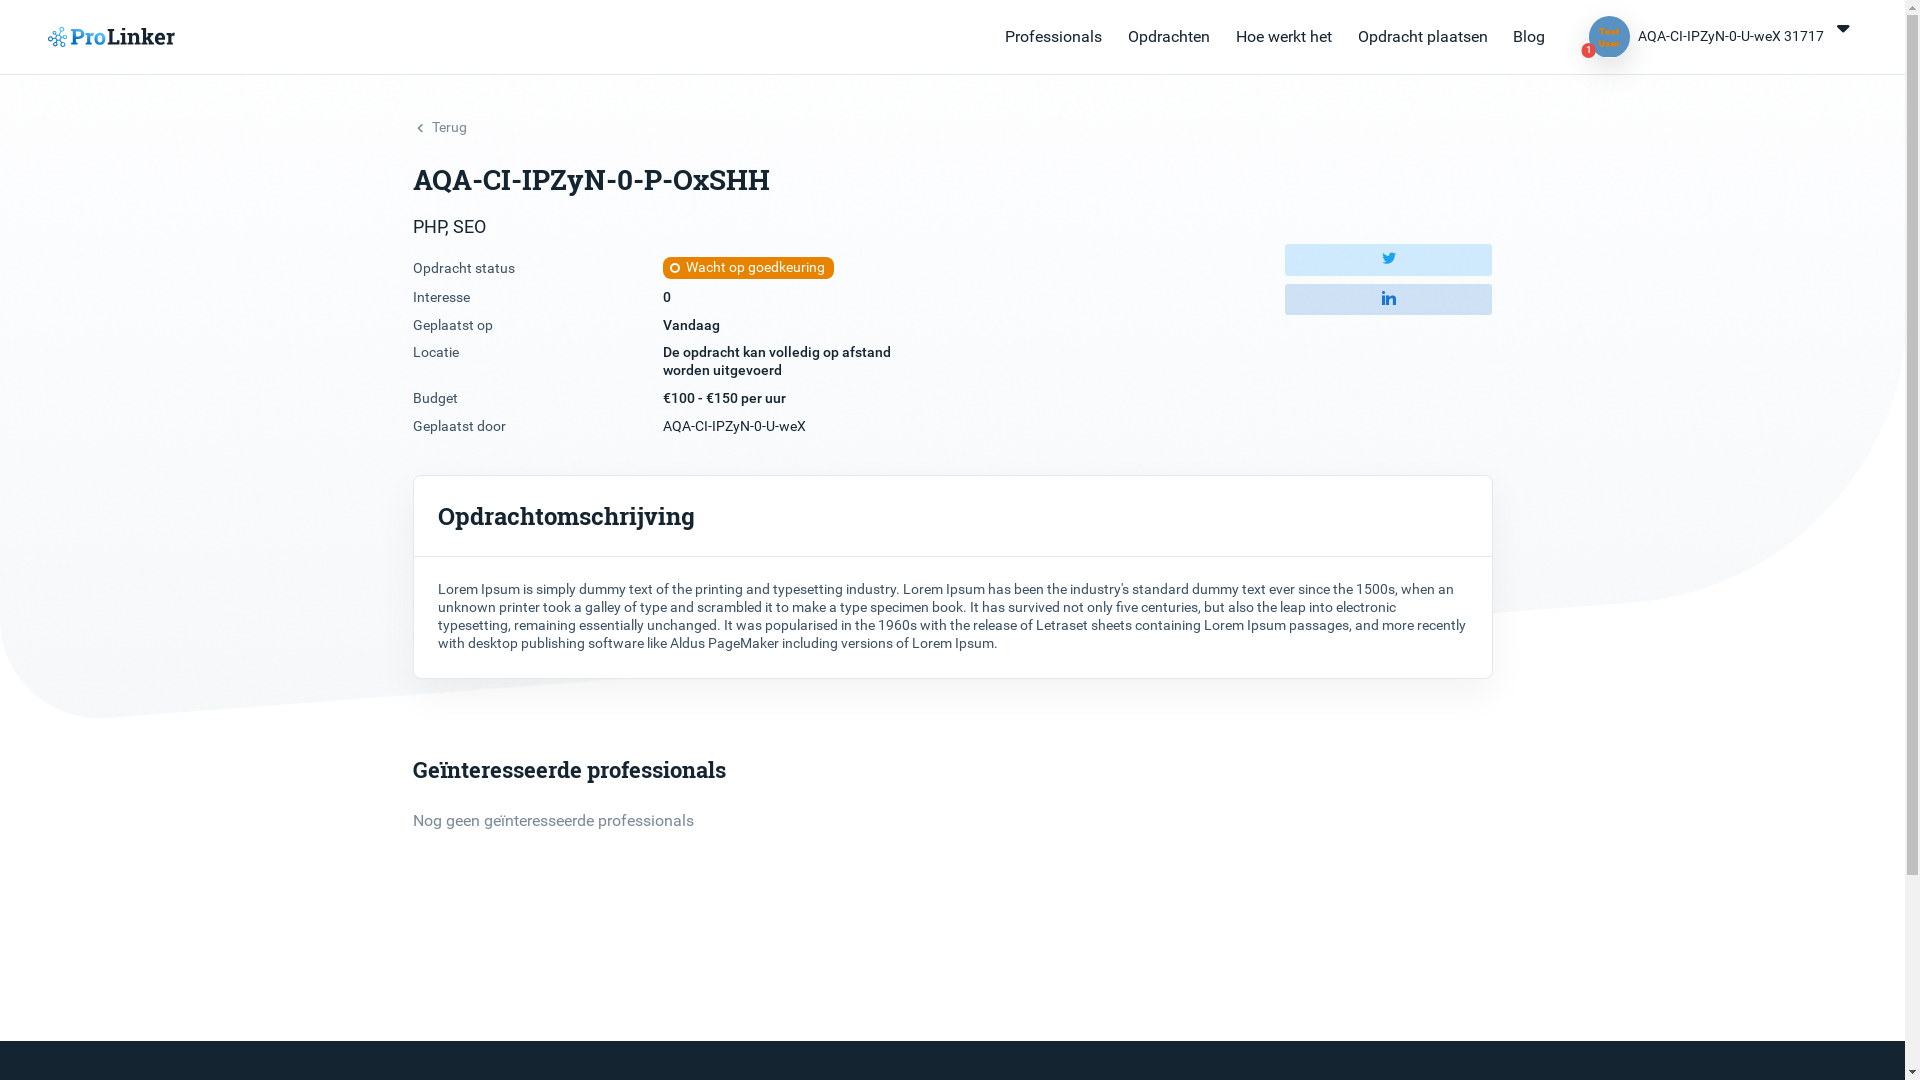 ProLinker
Professionals
Opdrachten
Hoe werkt het
Opdracht plaatsen
Blog
Test
User
1
AQA-CI-IPZyN-0-U-weX 31717
Terug
AQA-CI-IPZyN-0-P-OxSHH
PHP, SEO
Opdracht status
Wacht op goedkeuring
Interesse
0
Geplaatst op
Vandaag
Locatie
De opdracht kan volledig op afstand
worden uitgevoerd
Budget
€100 - €150 per uur
Geplaatst door
AQA-CI-IPZyN-0-U-weX
Opdrachtomschrijving
Lorem Ipsum is simply dummy text of the printing and typesetting industry. Lorem Ipsum has been the industry's standard dummy text ever since the 1500s, when an
unknown printer took a galley of type and scrambled it to make a type specimen book. It has survived not only five centuries, but also the leap into electronic
typesetting, remaining essentially unchanged. It was popularised in the 1960s with the release of Letraset sheets containing Lorem Ipsum passages, and more recently
with desktop publishing software like Aldus PageMaker including versions of Lorem Ipsum.
Geïnteresseerde professionals
Nog geen geïnteresseerde professionals